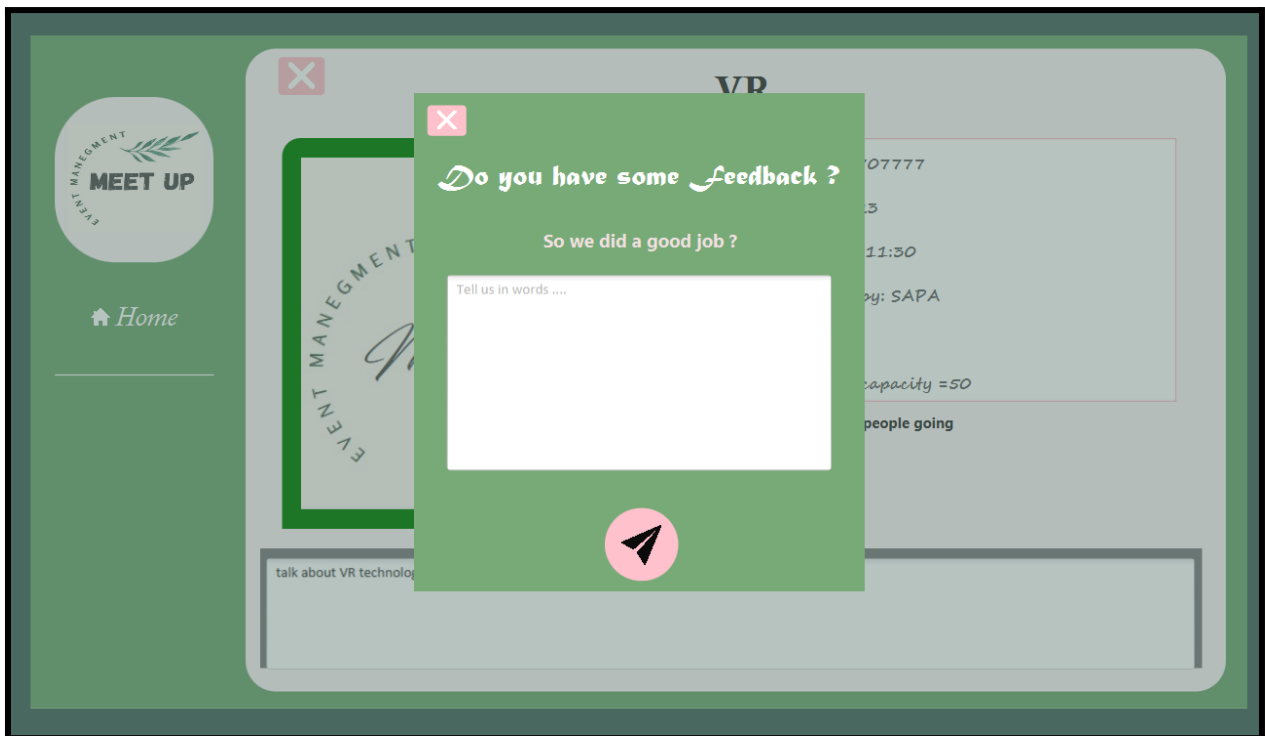 VR
EVENT MANEGMENT
MEET UP
Home
Do you have some Feedback ?
So we did a good job ?
Tell us in words ....
EVENT MANEGMENT
07777
11:30
by: SAPA
capacity =50
people going
talk about VR